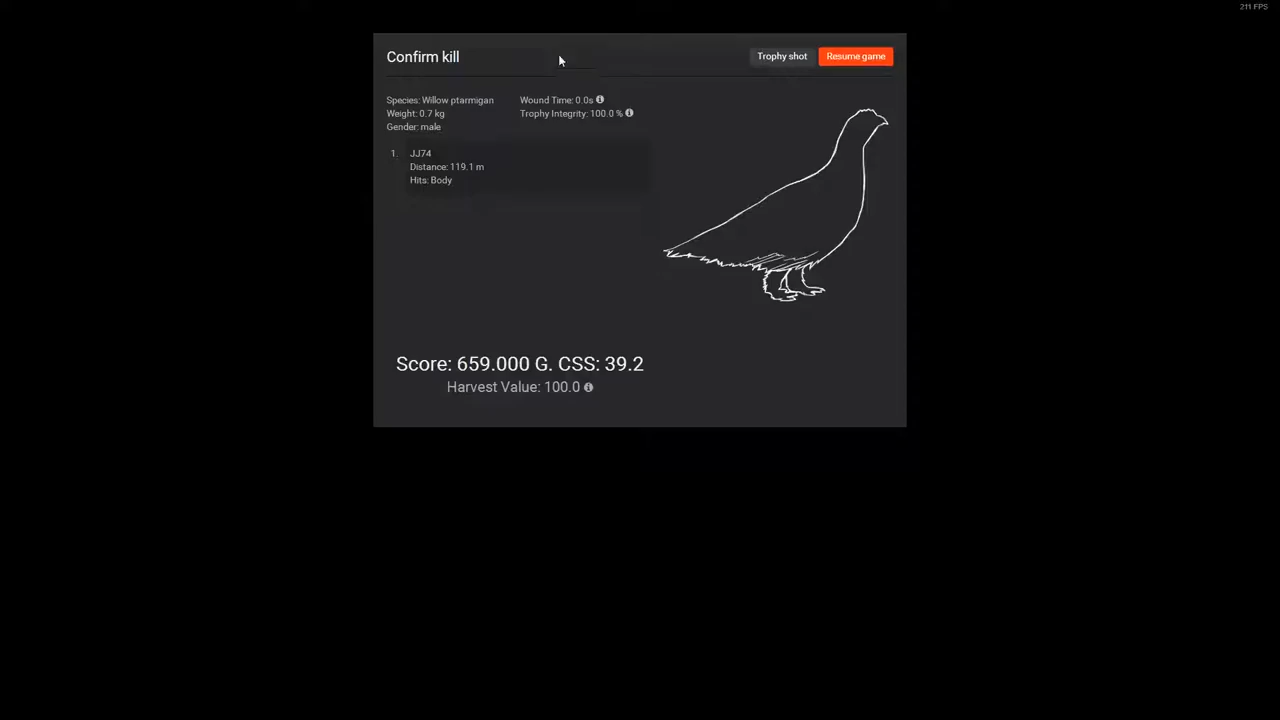 211 FPS
Confirm kill
Trophy shot
Resume game
Species: Willow ptarmigan
Weight: 0.7 kg
Gender: male
Wound Time: 0.0s
Trophy Integrity: 100.0 %
1. JJ74
Distance: 119.1 m
Hits: Body
Score: 659.000 G. CSS: 39.2
Harvest Value: 100.0